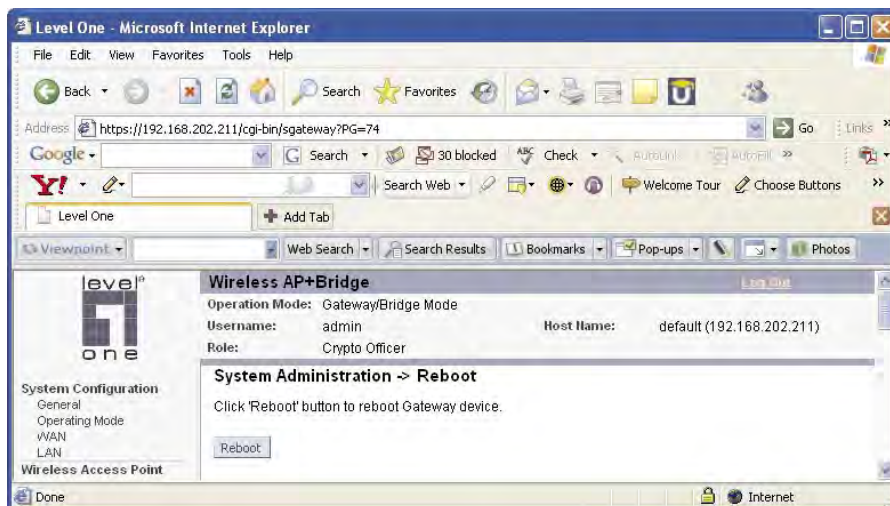 Level One - Microsoft Internet Explorer
File Edit View Favorites Tools Help
Back Search Favorites
Address https://192.168.202.211/cgi-bin/sgateway?PG=74 Go Links »
Google Search 30 blocked Check AutoLink AutoFill »
Y! Search Web Welcome Tour Choose Buttons »
Level One Add Tab
Viewpoint Web Search Search Results Bookmarks Pop-ups Photos
level®
one
Wireless AP+Bridge Log Out
Operation Mode: Gateway/Bridge Mode
Username: admin Host Name: default (192.168.202.211)
Role: Crypto Officer
System Administration -> Reboot
Click 'Reboot' button to reboot Gateway device.
Reboot
System Configuration
General
Operating Mode
WAN
LAN
Wireless Access Point
Done Internet